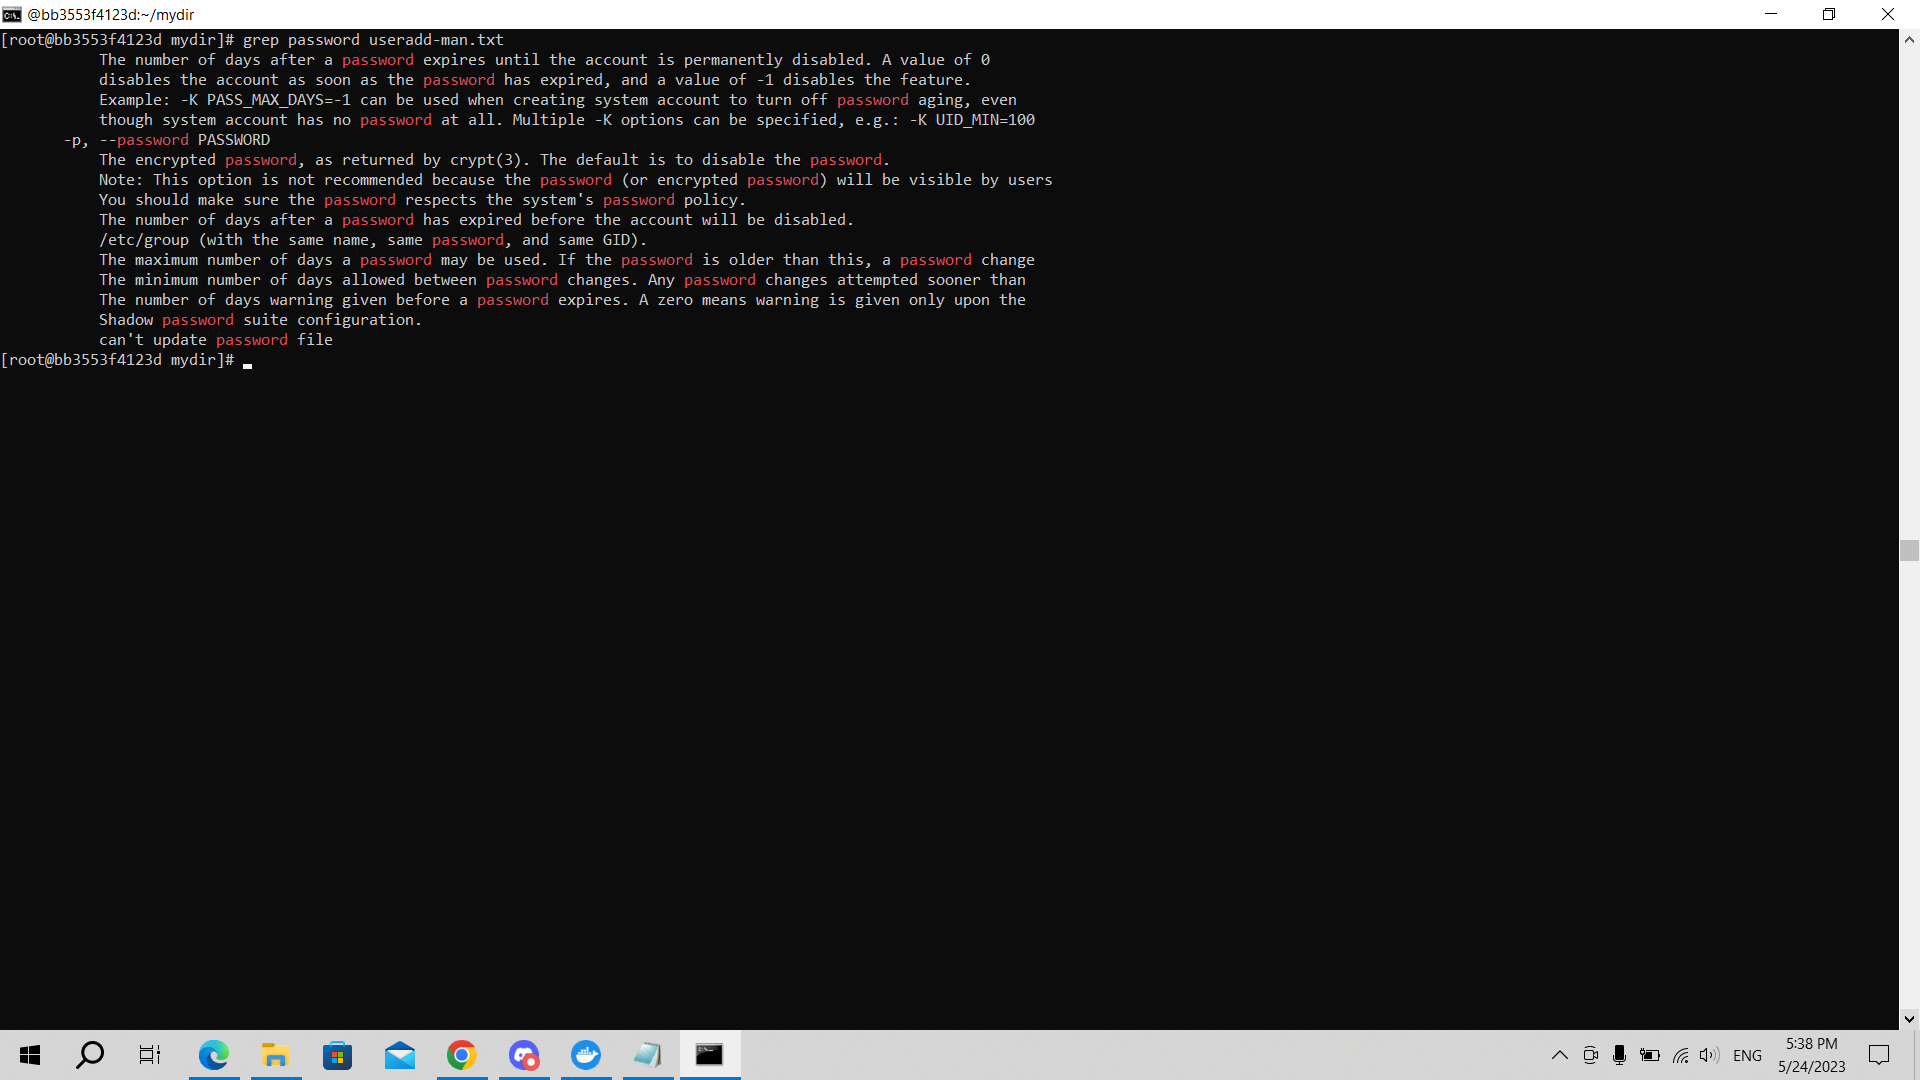 @bb3553f4123d:~/mydir
[root@bb3553f4123d mydir]# grep password useradd-man.txt
The number of days after a password expires until the account is permanently disabled. A value of 0
disables the account as soon as the password has expired, and a value of -1 disables the feature.
Example: -K PASS_MAX_DAYS=-1 can be used when creating system account to turn off password aging, even
though system account has no password at all. Multiple -K options can be specified, e.g.: -K UID_MIN=100
-p, --password PASSWORD
The encrypted password, as returned by crypt(3). The default is to disable the password.
Note: This option is not recommended because the password (or encrypted password) will be visible by users
You should make sure the password respects the system's password policy.
The number of days after a password has expired before the account will be disabled.
/etc/group (with the same name, same password, and same GID).
The maximum number of days a password may be used. If the password is older than this, a password change
The minimum number of days allowed between password changes. Any password changes attempted sooner than
The number of days warning given before a password expires. A zero means warning is given only upon the
Shadow password suite configuration.
can't update password file
[root@bb3553f4123d mydir]#
ENG
5:38 PM
5/24/2023